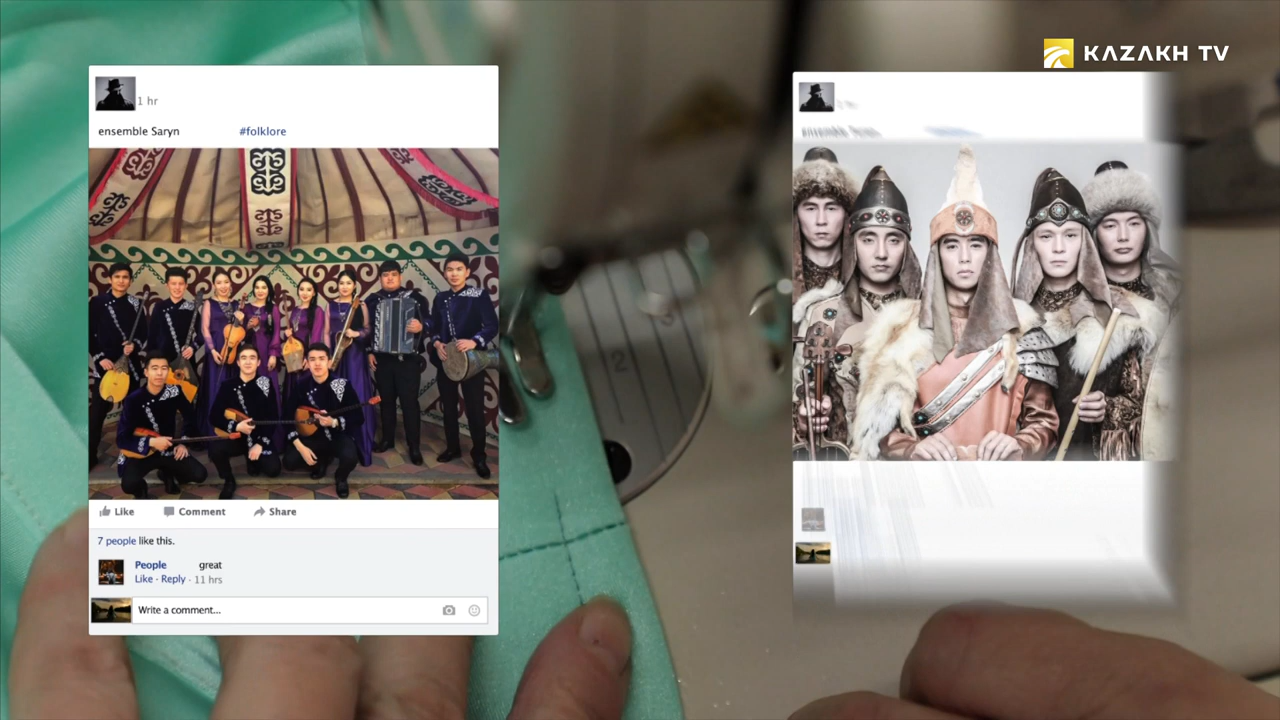 KAZAKH TV
1 hr
ensemble Saryn #folklore
Like Comment Share
7 people like this.
People great
Like · Reply · 11 hrs
Write a comment...
2